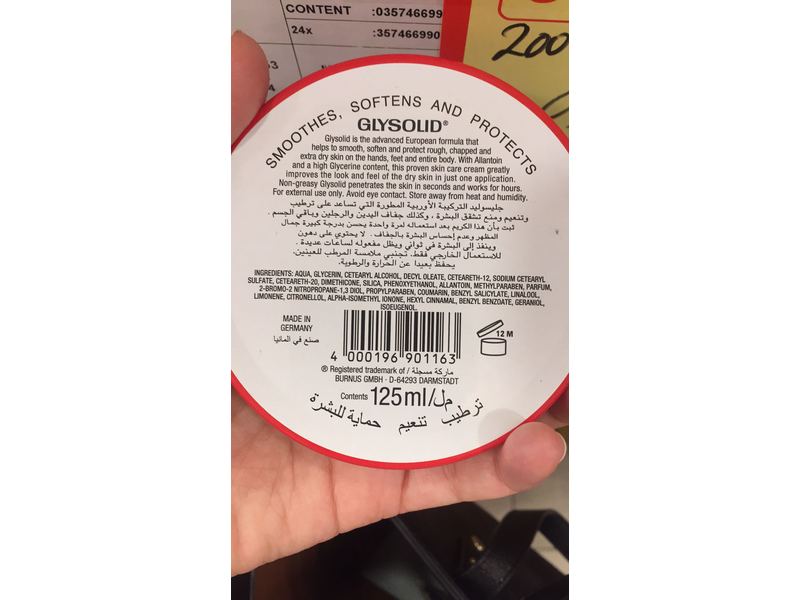 CONTENT :035746699
24x :357466990
200
SMOOTHES, SOFTENS AND PROTECTS
GLYSOLID®
Glysolid is the advanced European formula that
helps to smooth, soften and protect rough, chapped and
extra dry skin on the hands, feet and entire body. With Allantoin
and a high Glycerine content, this proven skin care cream greatly
improves the look and feel of the dry skin in just one application.
Non-greasy Glysolid penetrates the skin in seconds and works for hours.
For external use only. Avoid eye contact. Store away from heat and humidity.
جليسوليد التركيبة الأوربية المطورة التي تساعد على ترطيب
وتنعيم ومنع تشقق البشرة ، وكذلك جفاف اليدين والرجلين وباقي الجسم .
ثبت بأن هذا الكريم بعد استعماله لمرة واحدة يحسن بدرجة كبيرة جمال
المظهر وعدم إحساس البشرة بالجفاف . لا يحتوي على دهون
وينفذ إلى البشرة في ثواني ويظل مفعوله لساعات عديدة .
للاستعمال الخارجي فقط. تجنبي ملامسة المرطب للعينين.
يحفظ بعيدا عن الحرارة والرطوبة.
INGREDIENTS: AQUA, GLYCERIN, CETEARYL ALCOHOL, DECYL OLEATE, CETEARETH-12, SODIUM CETEARYL
SULFATE, CETEARETH-20, DIMETHICONE, SILICA, PHENOXYETHANOL, ALLANTOIN, METHYLPARABEN, PARFUM,
2-BROMO-2 NITROPROPANE-1,3 DIOL, PROPYLPARABEN, COUMARIN, BENZYL SALICYLATE, LINALOOL,
LIMONENE, CITRONELLOL, ALPHA-ISOMETHYL IONONE, HEXYL CINNAMAL, BENZYL BENZOATE, GERANIOL,
ISOEUGENOL.
MADE IN
GERMANY
صنع في المانيا
12 M
4 000196 901163
® Registered trademark of / ماركة مسجلة
BURNUS GMBH · D-64293 DARMSTADT
Contents 125ml/مل
ترطيب تنعيم حماية للبشرة